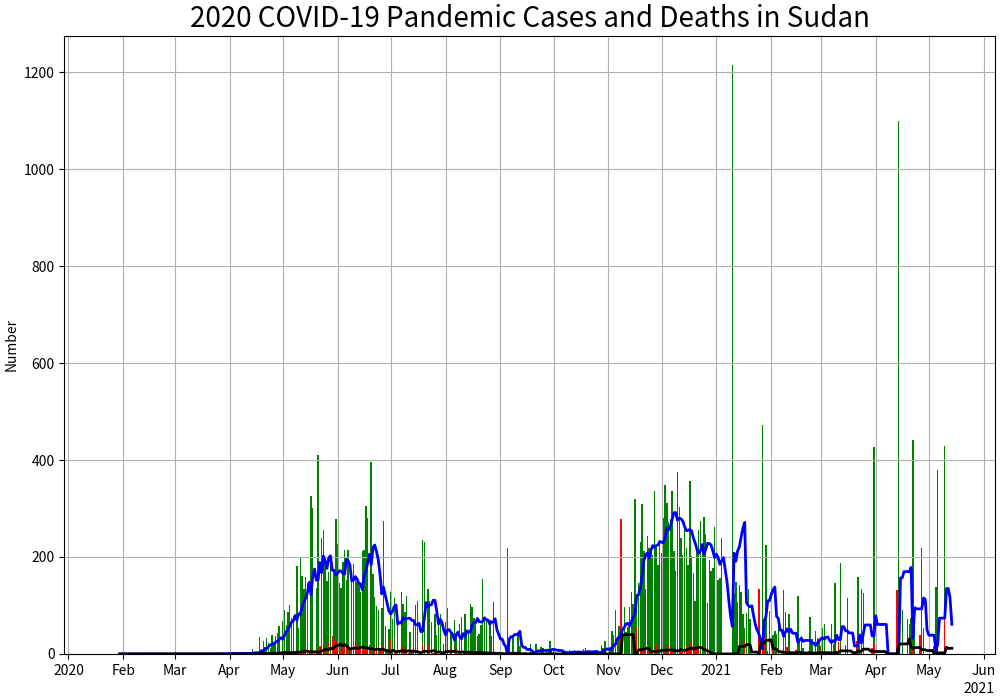 2020 COVID-19 Pandemic Cases and Deaths in Sudan
Number
1200
1000
800
600
400
200
0
2020 Feb Mar Apr May Jun Jul Aug Sep Oct Nov Dec 2021 Feb Mar Apr May Jun
2021